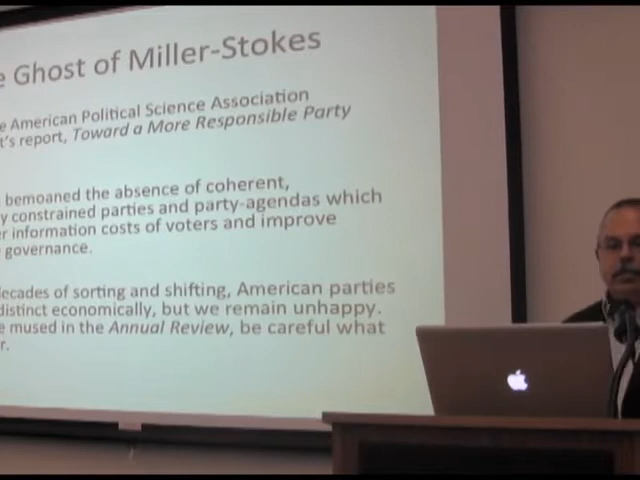 Ghost of Miller-Stokes
American Political Science Association
report, Toward a More Responsible Party
bemoaned the absence of coherent,
constrained parties and party-agendas which
information costs of voters and improve
governance.
decades of sorting and shifting, American parties
distinct economically, but we remain unhappy.
mused in the Annual Review, be careful what